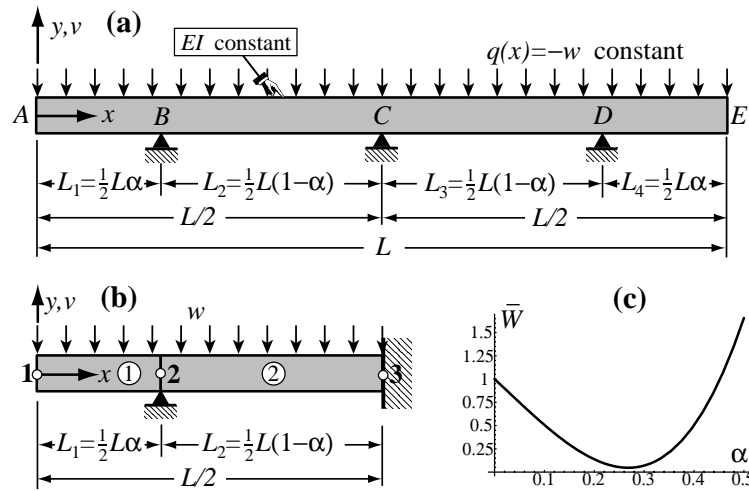 y,v (a)
EI constant
q(x)=−w constant
A x B C D E
L₁=½Lα L₂=½L(1−α) L₃=½L(1−α) L₄=½Lα
L/2 L/2
L
y,v (b) w
1 x 1 2 2 3
L₁=½Lα L₂=½L(1−α)
L/2
(c)
W̄
1.5
1.25
1
0.75
0.5
0.25
0.1 0.2 0.3 0.4 0.5
α